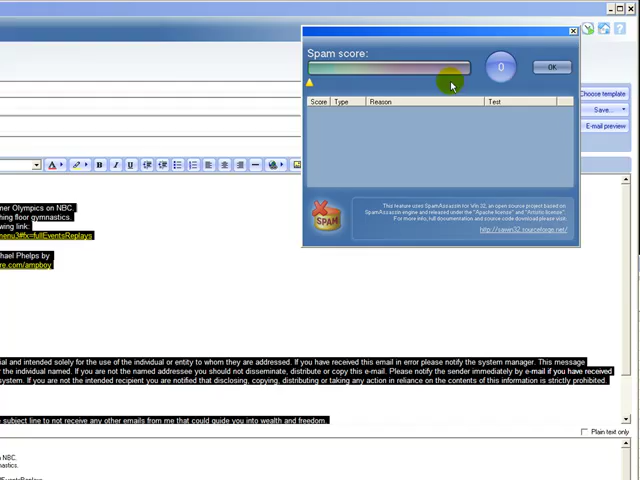 Spam score:
0
OK
Score Type Reason Test
This feature uses SpamAssassin for Win 32, an open source project based on
SpamAssassin engine and released under the "Apache license" and "Artistic license".
For more info, full documentation and source code download please visit:
http://sawin32.sourceforge.net/
SPAM
Choose template
Save...
E-mail preview
A
B I U
mer Olympics on NBC.
hing floor gymnastics.
wing link:
menu3#fx=fullEventsReplays
hael Phelps by
re.com/ampboy
ial and intended solely for the use of the individual or entity to whom they are addressed. If you have received this email in error please notify the system manager. This message
r the individual named. If you are not the named addressee you should not disseminate, distribute or copy this e-mail. Please notify the sender immediately by e-mail if you have received
system. If you are not the intended recipient you are notified that disclosing, copying, distributing or taking any action in reliance on the contents of this information is strictly prohibited.
e subject line to not receive any other emails from me that could guide you into wealth and freedom.
Plain text only
n NBC.
nastics.